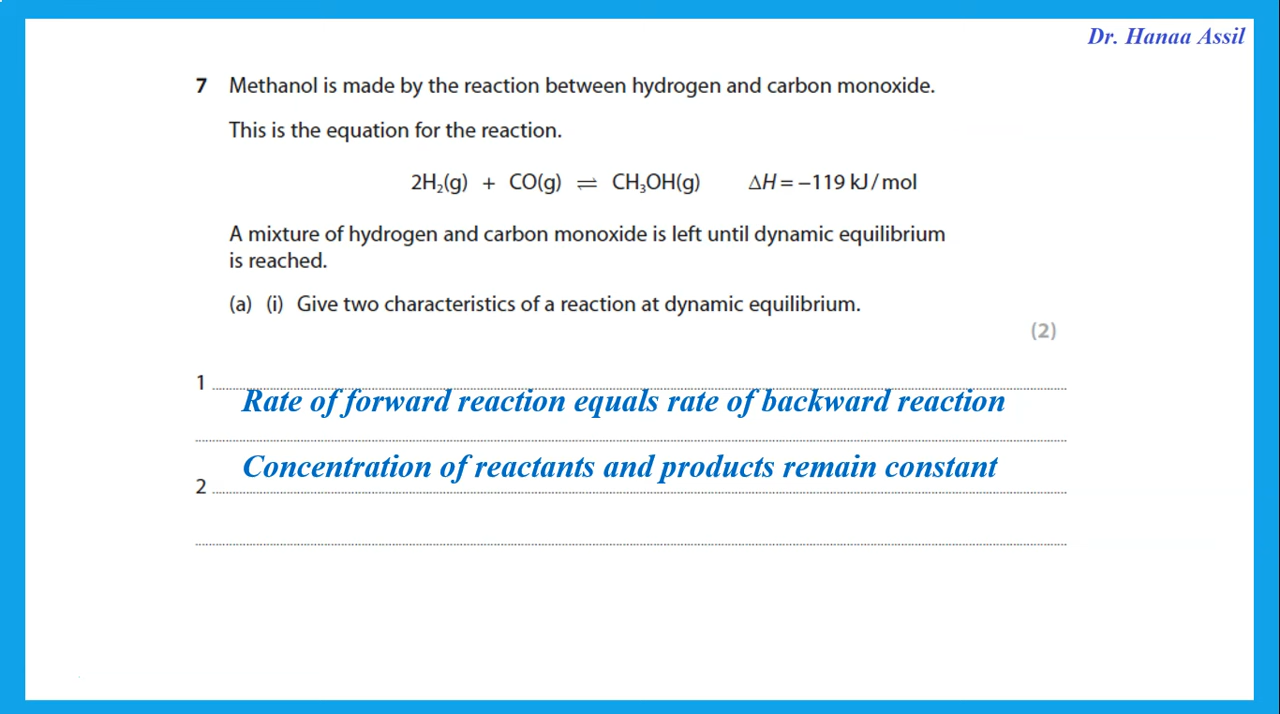 Dr. Hanaa Assil
7 Methanol is made by the reaction between hydrogen and carbon monoxide.
This is the equation for the reaction.
2H₂(g) + CO(g) ⇌ CH₃OH(g) ΔH = −119 kJ/mol
A mixture of hydrogen and carbon monoxide is left until dynamic equilibrium
is reached.
(a) (i) Give two characteristics of a reaction at dynamic equilibrium.
(2)
1
Rate of forward reaction equals rate of backward reaction
Concentration of reactants and products remain constant
2